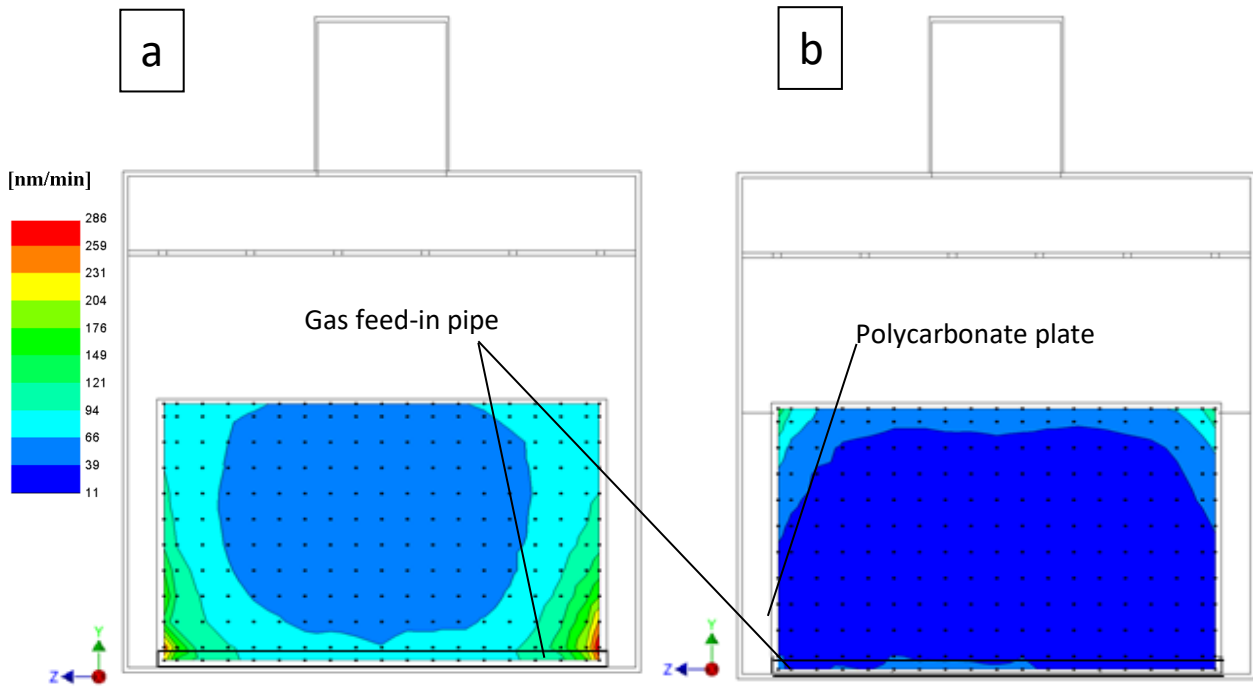 a
b
[nm/min]
286
259
231
204
176
149
121
94
66
39
11
Gas feed-in pipe
Polycarbonate plate
Y
Z
Y
Z